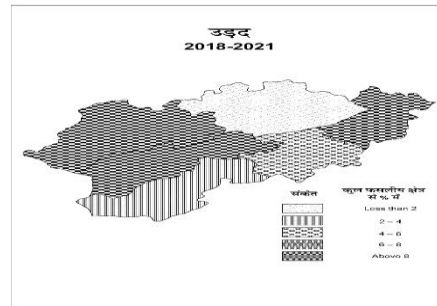 उड़द
2018-2021
संकेत
कुल फसलीय क्षेत्र
से % में
Less than 2
2 – 4
4 – 6
6 – 8
Above 8